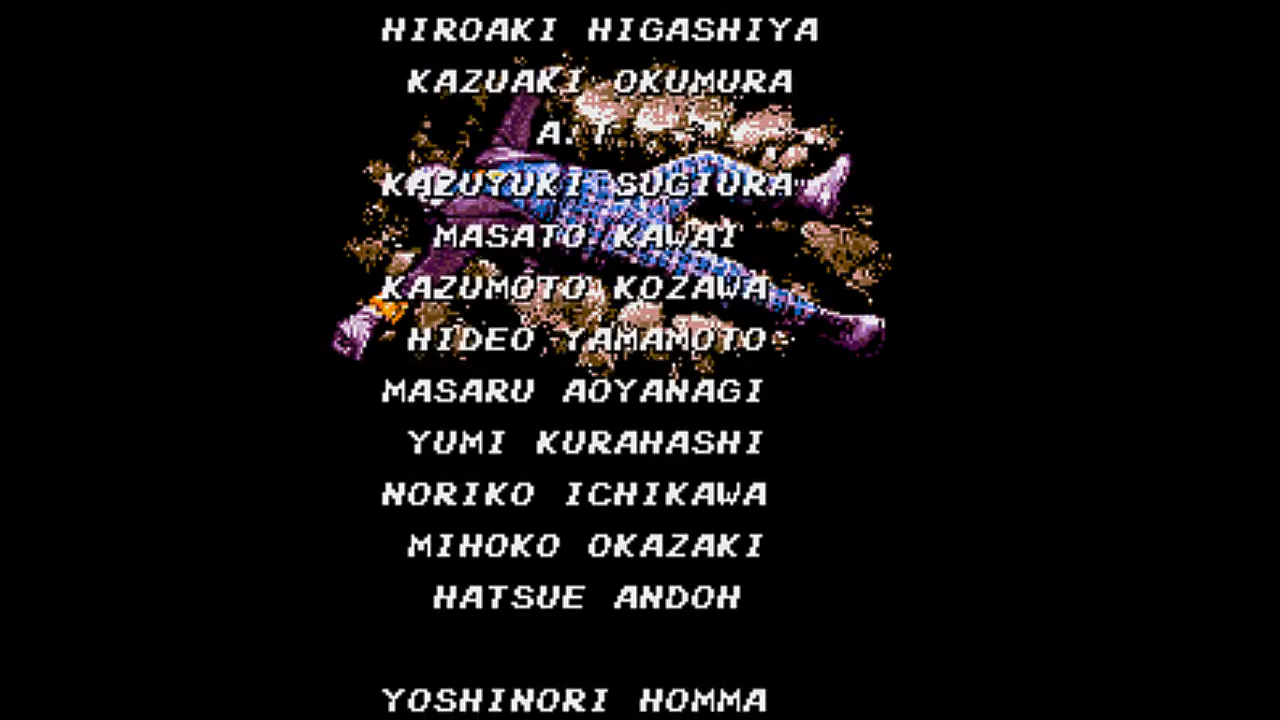 HIROAKI HIGASHIYA
KAZUAKI OKUMURA
A.T.
KAZUYUKI SUGIURA
MASATO KAWAI
KAZUMOTO KOZAWA
HIDEO YAMAMOTO
MASARU AOYANAGI
YUMI KURAHASHI
NORIKO ICHIKAWA
MIHOKO OKAZAKI
HATSUE ANDOH
YOSHINORI HOMMA